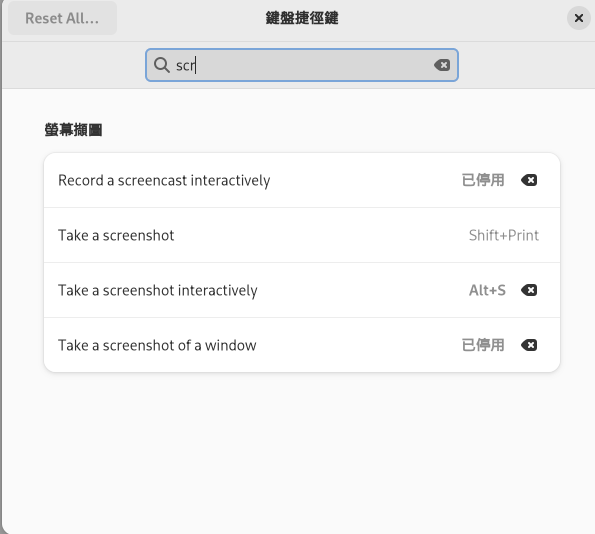 Reset All...
鍵盤捷徑鍵
scr
螢幕擷圖
Record a screencast interactively 已停用
Take a screenshot Shift+Print
Take a screenshot interactively Alt+S
Take a screenshot of a window 已停用